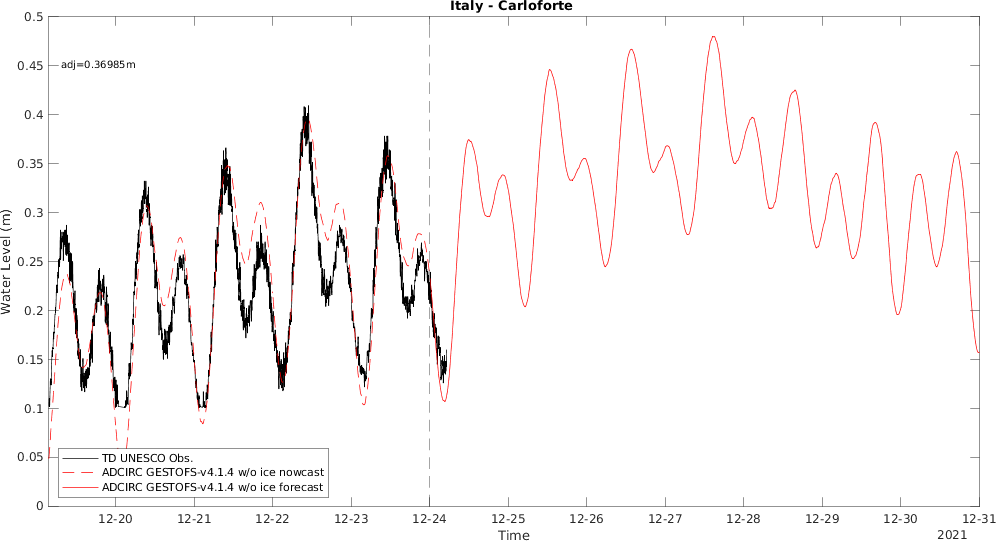 Italy - Carloforte
0.5
0.45
0.4
0.35
0.3
0.25
0.2
0.15
0.1
0.05
0
Water Level (m)
adj=0.36985m
TD UNESCO Obs.
ADCIRC GESTOFS-v4.1.4 w/o ice nowcast
ADCIRC GESTOFS-v4.1.4 w/o ice forecast
12-20 12-21 12-22 12-23 12-24 12-25 12-26 12-27 12-28 12-29 12-30 12-31
Time
2021